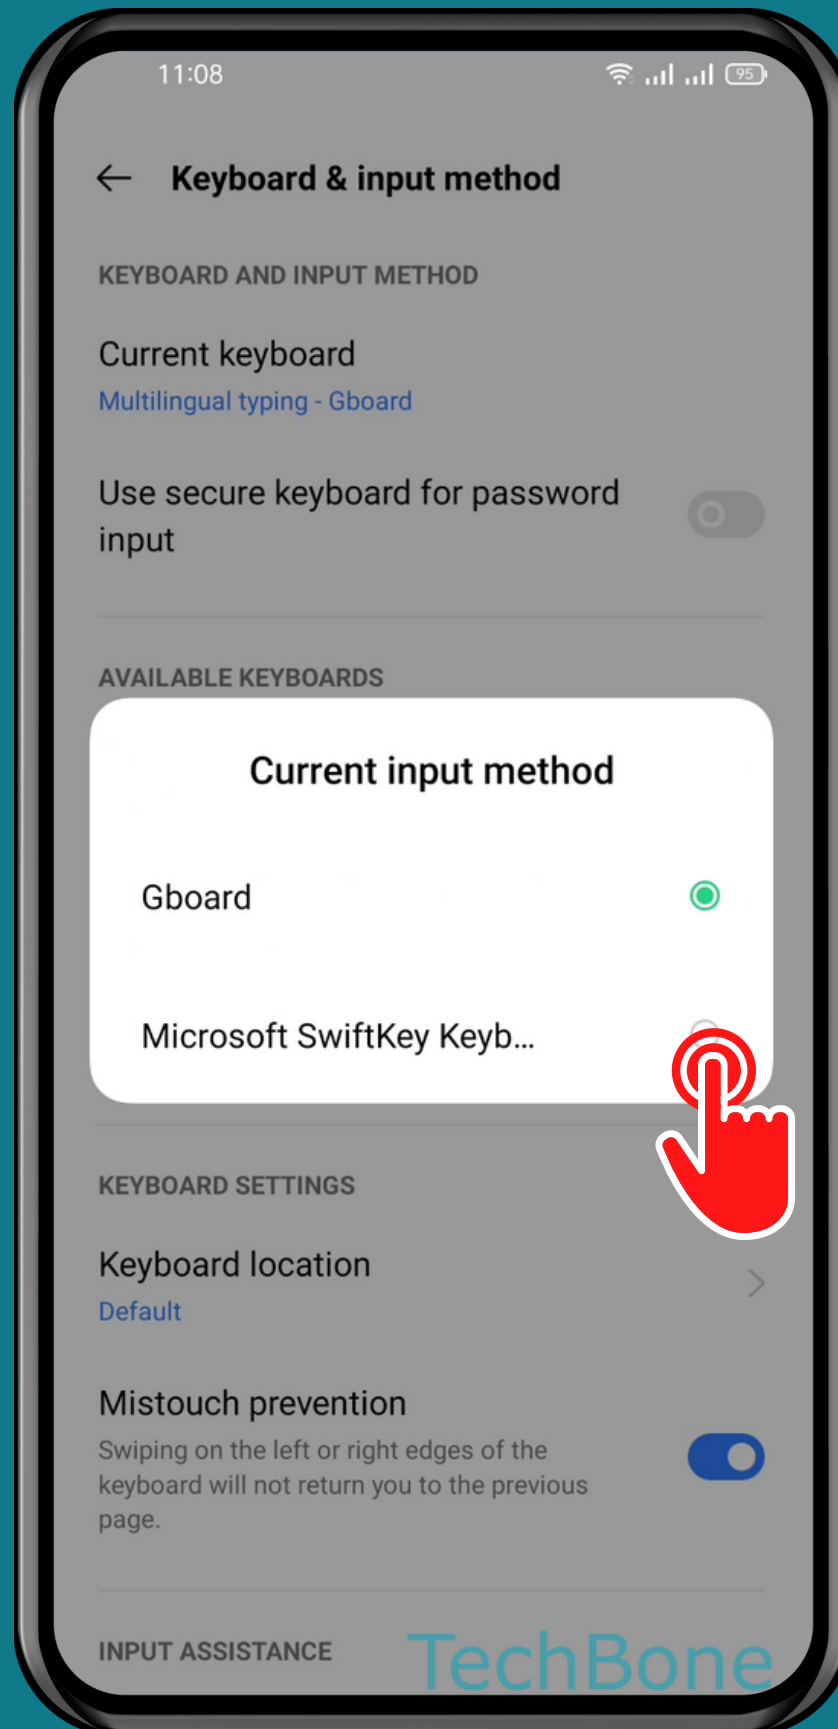 11:08
95
Keyboard & input method
KEYBOARD AND INPUT METHOD
Current keyboard
Multilingual typing - Gboard
Use secure keyboard for password
input
AVAILABLE KEYBOARDS
Current input method
Gboard
Microsoft SwiftKey Keyb...
KEYBOARD SETTINGS
Keyboard location
Default
Mistouch prevention
Swiping on the left or right edges of the
keyboard will not return you to the previous
page.
INPUT ASSISTANCE
TechBone